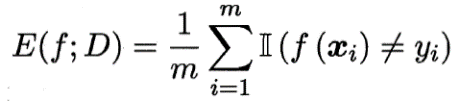 E(f; D) = \frac{1}{m} \sum_{i=1}^{m} \mathbb{I}(f(\boldsymbol{x}_i) \neq y_i)